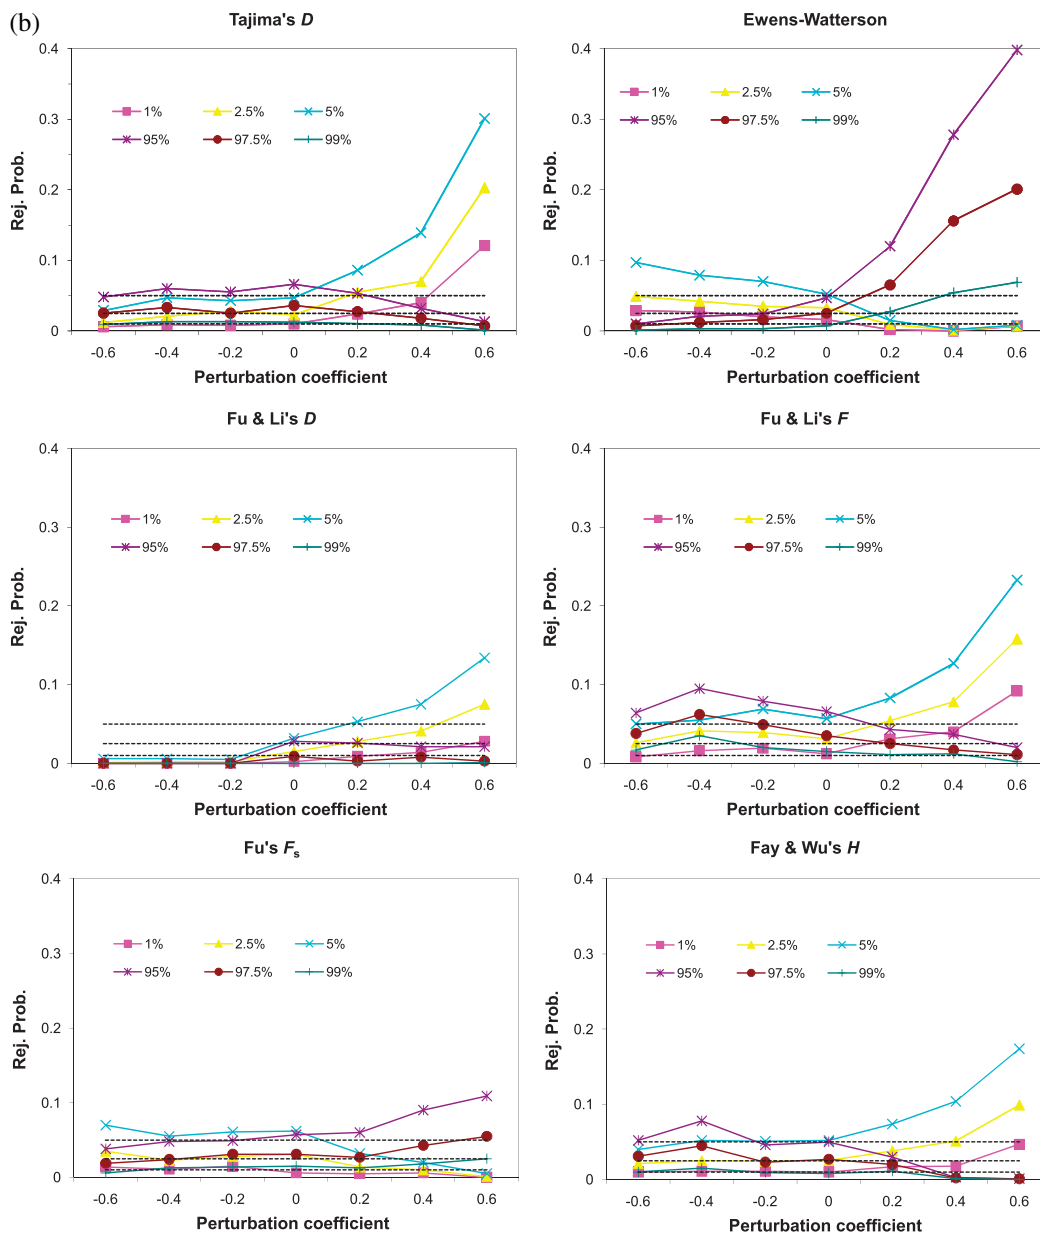 (b)
Tajima's D
0.4
0.3
0.2
0.1
0
Rej. Prob.
1% 2.5% 5%
95% 97.5% 99%
-0.6 -0.4 -0.2 0 0.2 0.4 0.6
Perturbation coefficient
Ewens-Watterson
0.4
0.3
0.2
0.1
0
Rej. Prob.
1% 2.5% 5%
95% 97.5% 99%
-0.6 -0.4 -0.2 0 0.2 0.4 0.6
Perturbation coefficient
Fu & Li's D
0.4
0.3
0.2
0.1
0
Rej. Prob.
1% 2.5% 5%
95% 97.5% 99%
-0.6 -0.4 -0.2 0 0.2 0.4 0.6
Perturbation coefficient
Fu & Li's F
0.4
0.3
0.2
0.1
0
Rej. Prob.
1% 2.5% 5%
95% 97.5% 99%
-0.6 -0.4 -0.2 0 0.2 0.4 0.6
Perturbation coefficient
Fu's Fs
0.4
0.3
0.2
0.1
0
Rej. Prob.
1% 2.5% 5%
95% 97.5% 99%
-0.6 -0.4 -0.2 0 0.2 0.4 0.6
Perturbation coefficient
Fay & Wu's H
0.4
0.3
0.2
0.1
0
Rej. Prob.
1% 2.5% 5%
95% 97.5% 99%
-0.6 -0.4 -0.2 0 0.2 0.4 0.6
Perturbation coefficient